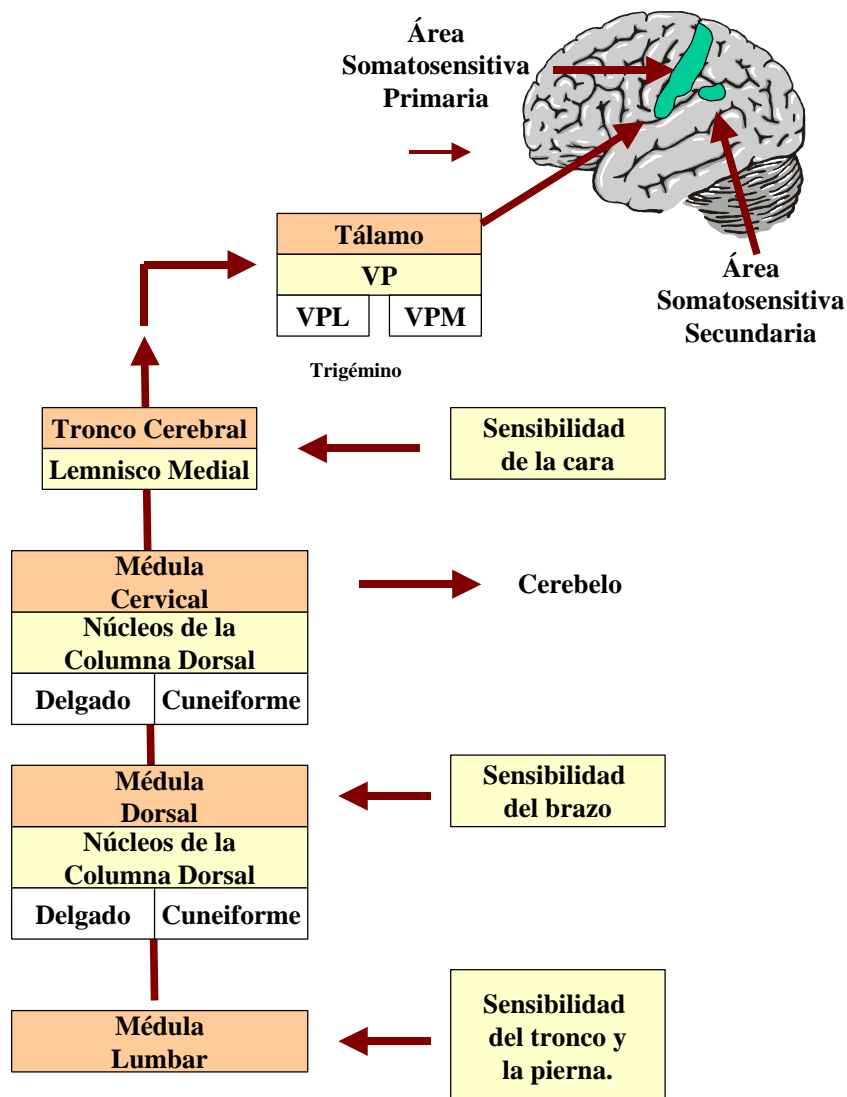 Área
Somatosensitiva
Primaria
Tálamo
VP
VPL VPM
Área
Somatosensitiva
Secundaria
Trigémino
Tronco Cerebral
Lemnisco Medial
Sensibilidad
de la cara
Médula
Cervical
Núcleos de la
Columna Dorsal
Delgado Cuneiforme
Cerebelo
Médula
Dorsal
Núcleos de la
Columna Dorsal
Delgado Cuneiforme
Sensibilidad
del brazo
Médula
Lumbar
Sensibilidad
del tronco y
la pierna.